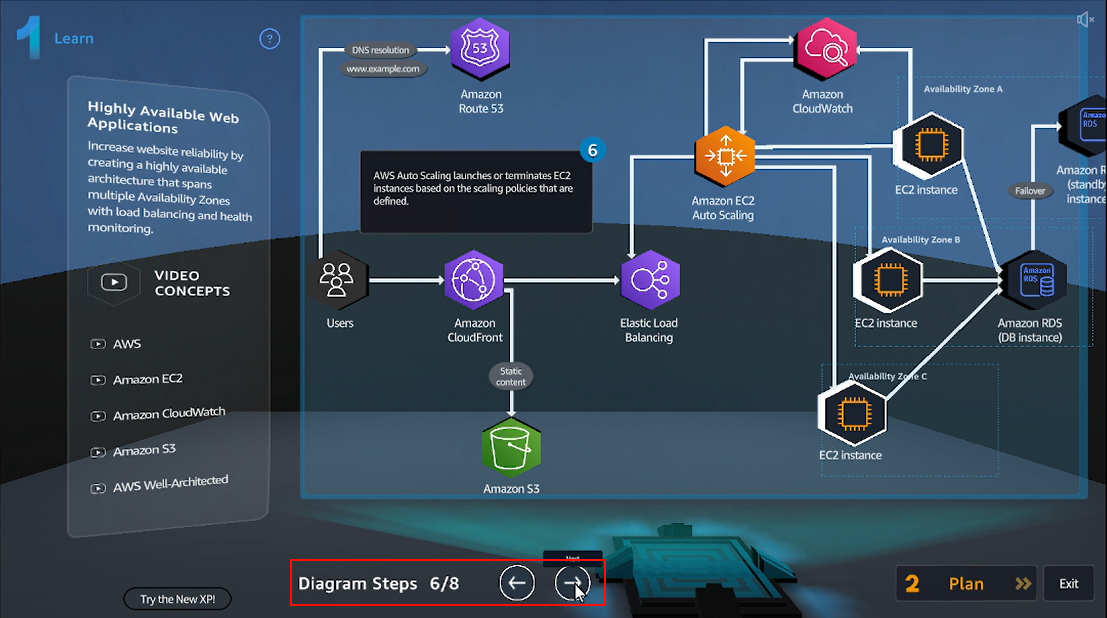 1 Learn
?
Highly Available Web
Applications
Increase website reliability by
creating a highly available
architecture that spans
multiple Availability Zones
with load balancing and health
monitoring.
VIDEO
CONCEPTS
AWS
Amazon EC2
Amazon CloudWatch
Amazon S3
AWS Well-Architected
DNS resolution
www.example.com
53
Amazon
Route 53
6
AWS Auto Scaling launches or terminates EC2
instances based on the scaling policies that are
defined.
Users
Amazon
CloudFront
Static
content
Amazon S3
Elastic Load
Balancing
Amazon EC2
Auto Scaling
Amazon
CloudWatch
Availability Zone A
EC2 instance
Availability Zone B
EC2 instance
Availability Zone C
EC2 instance
Amazon
RDS
Amazon R
(standby
instance
Failover
Amazon
RDS
Amazon RDS
(DB instance)
Next
Diagram Steps 6/8
Try the New XP!
2 Plan
Exit